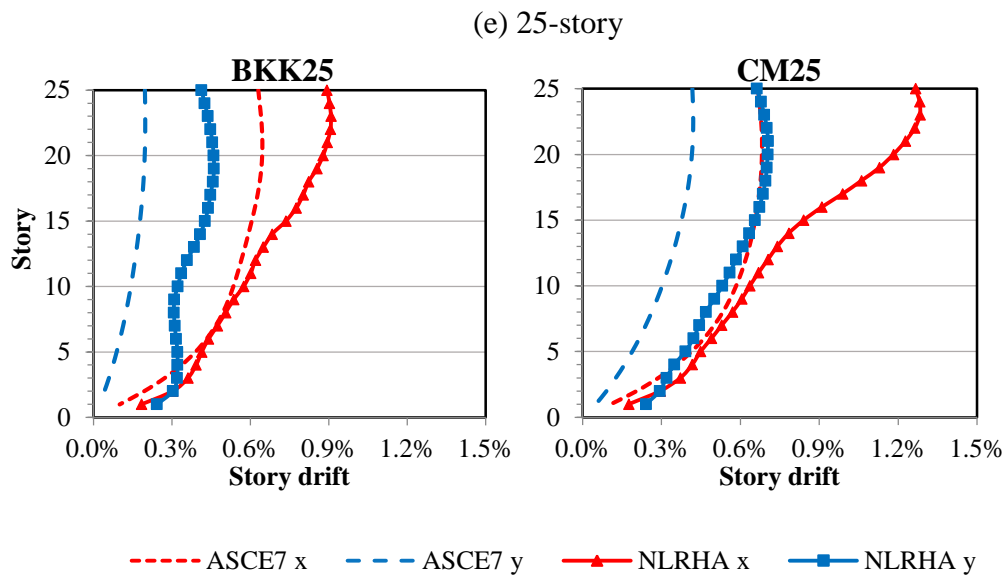 (e) 25-story
BKK25
25
20
15
10
5
0
Story
0.0% 0.3% 0.6% 0.9% 1.2% 1.5%
Story drift
CM25
25
20
15
10
5
0
0.0% 0.3% 0.6% 0.9% 1.2% 1.5%
Story drift
ASCE7 x ASCE7 y NLRHA x NLRHA y